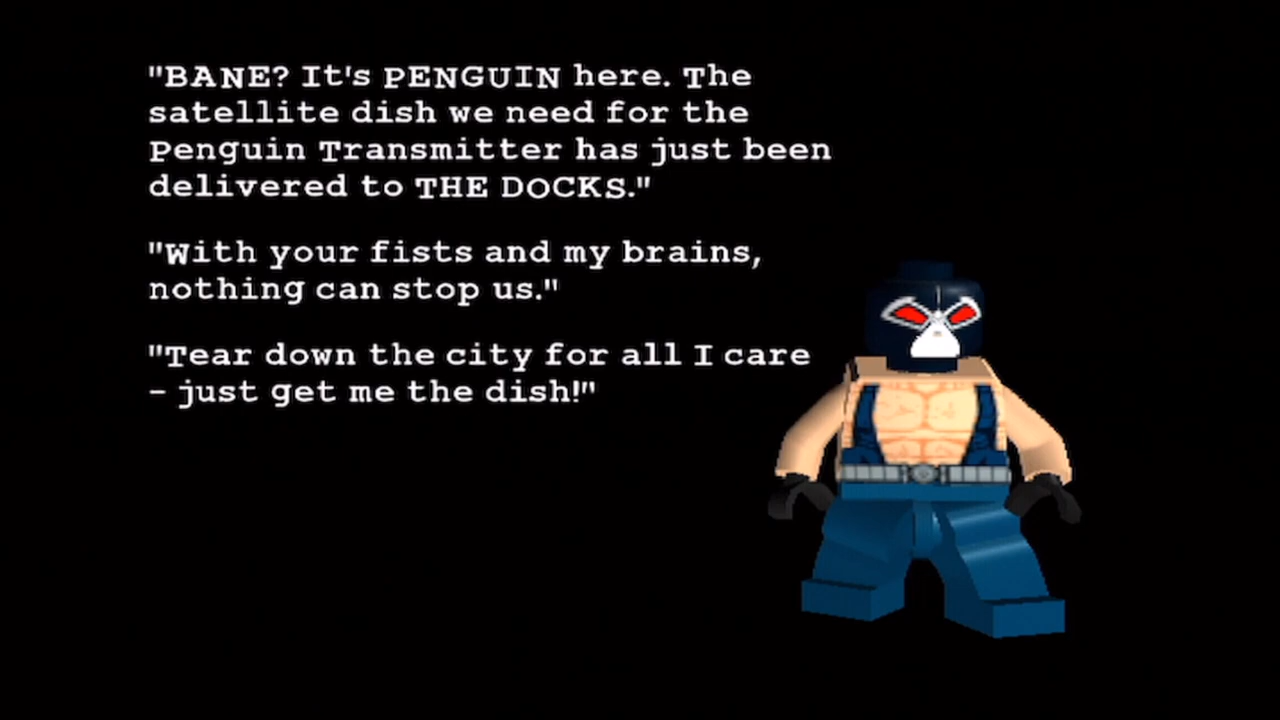 "BANE? It's PENGUIN here. The
satellite dish we need for the
Penguin Transmitter has just been
delivered to THE DOCKS."
"With your fists and my brains,
nothing can stop us."
"Tear down the city for all I care
- just get me the dish!"